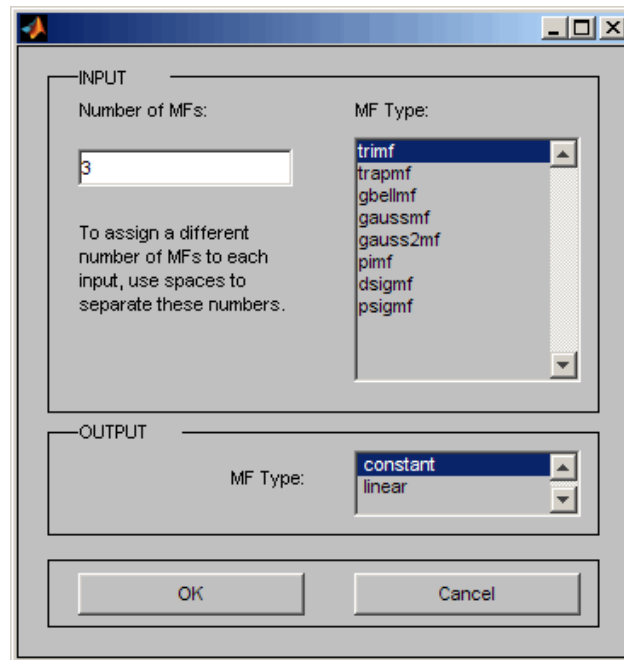 INPUT
Number of MFs:
3
To assign a different
number of MFs to each
input, use spaces to
separate these numbers.
MF Type:
trimf
trapmf
gbellmf
gaussmf
gauss2mf
pimf
dsigmf
psigmf
OUTPUT
MF Type:
constant
linear
OK
Cancel